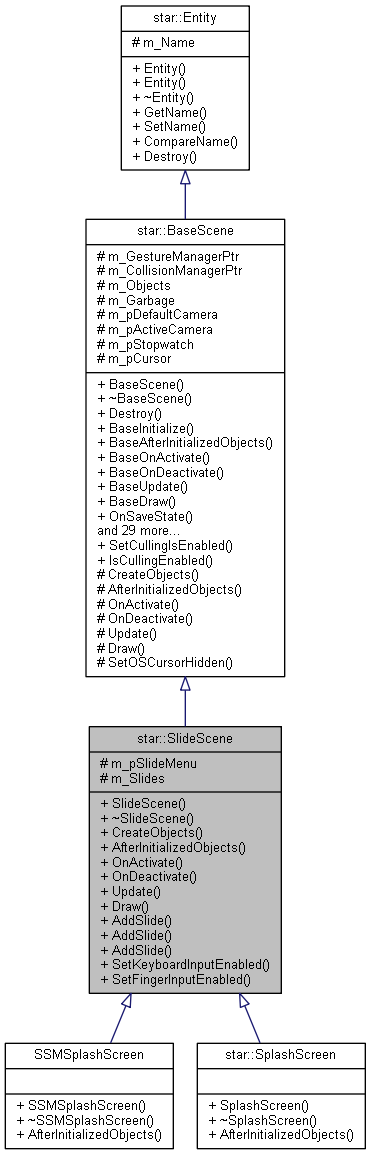 star::Entity
# m_Name
+ Entity()
+ Entity()
+ ~Entity()
+ GetName()
+ SetName()
+ CompareName()
+ Destroy()
star::BaseScene
# m_GestureManagerPtr
# m_CollisionManagerPtr
# m_Objects
# m_Garbage
# m_pDefaultCamera
# m_pActiveCamera
# m_pStopwatch
# m_pCursor
+ BaseScene()
+ ~BaseScene()
+ Destroy()
+ BaseInitialize()
+ BaseAfterInitializedObjects()
+ BaseOnActivate()
+ BaseOnDeactivate()
+ BaseUpdate()
+ BaseDraw()
+ OnSaveState()
and 29 more...
+ SetCullingIsEnabled()
+ IsCullingEnabled()
# CreateObjects()
# AfterInitializedObjects()
# OnActivate()
# OnDeactivate()
# Update()
# Draw()
# SetOSCursorHidden()
star::SlideScene
# m_pSlideMenu
# m_Slides
+ SlideScene()
+ ~SlideScene()
+ CreateObjects()
+ AfterInitializedObjects()
+ OnActivate()
+ OnDeactivate()
+ Update()
+ Draw()
+ AddSlide()
+ AddSlide()
+ AddSlide()
+ SetKeyboardInputEnabled()
+ SetFingerInputEnabled()
SSMSplashScreen
+ SSMSplashScreen()
+ ~SSMSplashScreen()
+ AfterInitializedObjects()
star::SplashScreen
+ SplashScreen()
+ ~SplashScreen()
+ AfterInitializedObjects()